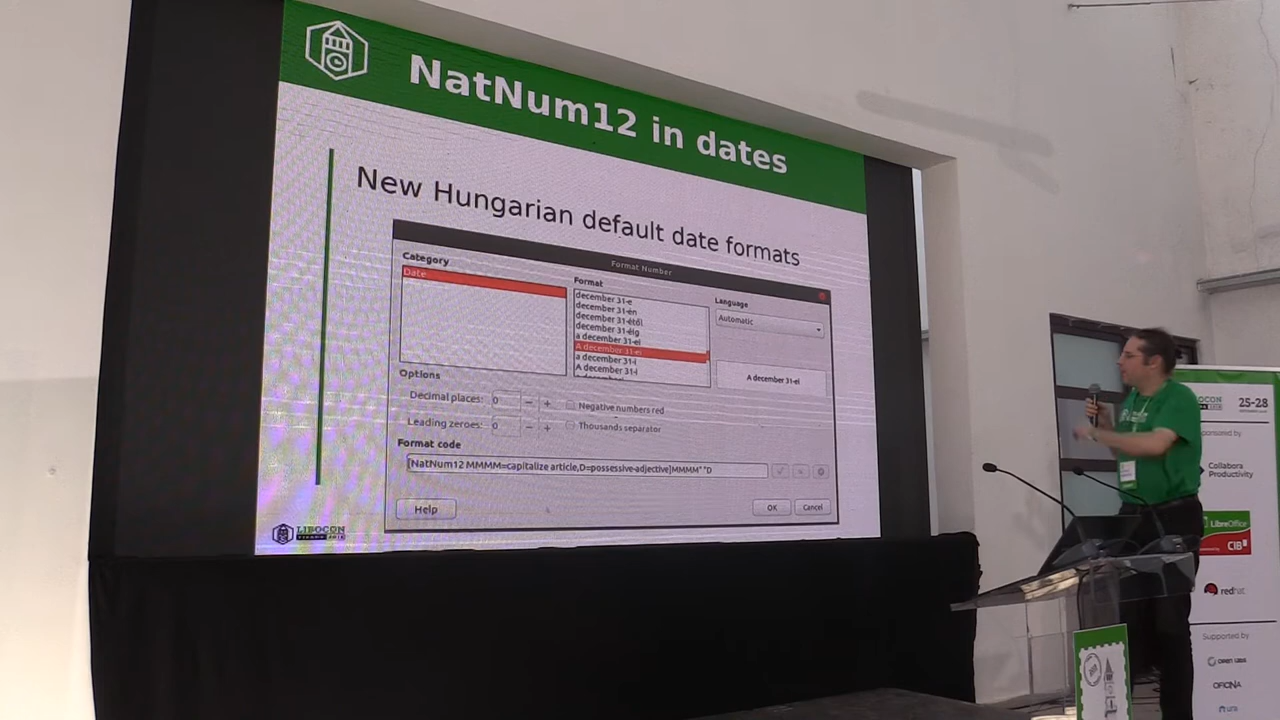 NatNum12 in dates
New Hungarian default date formats
Format Number
Category
Date
Format
december 31-e
december 31-én
december 31-étől
december 31-éig
a december 31-ei
A december 31-ei
a december 31-i
A december 31-i
Language
Automatic
A december 31-ei
Options
Decimal places: 0 − +
Negative numbers red
Leading zeroes: 0 − +
Thousands separator
Format code
[NatNum12 MMMM=capitalize article,D=possessive-adjective]MMMM" "D
Help
OK
Cancel
LIBOCON
25-28
Collabora
Productivity
LibreOffice
CIB
redhat
Supported by
OFICINA